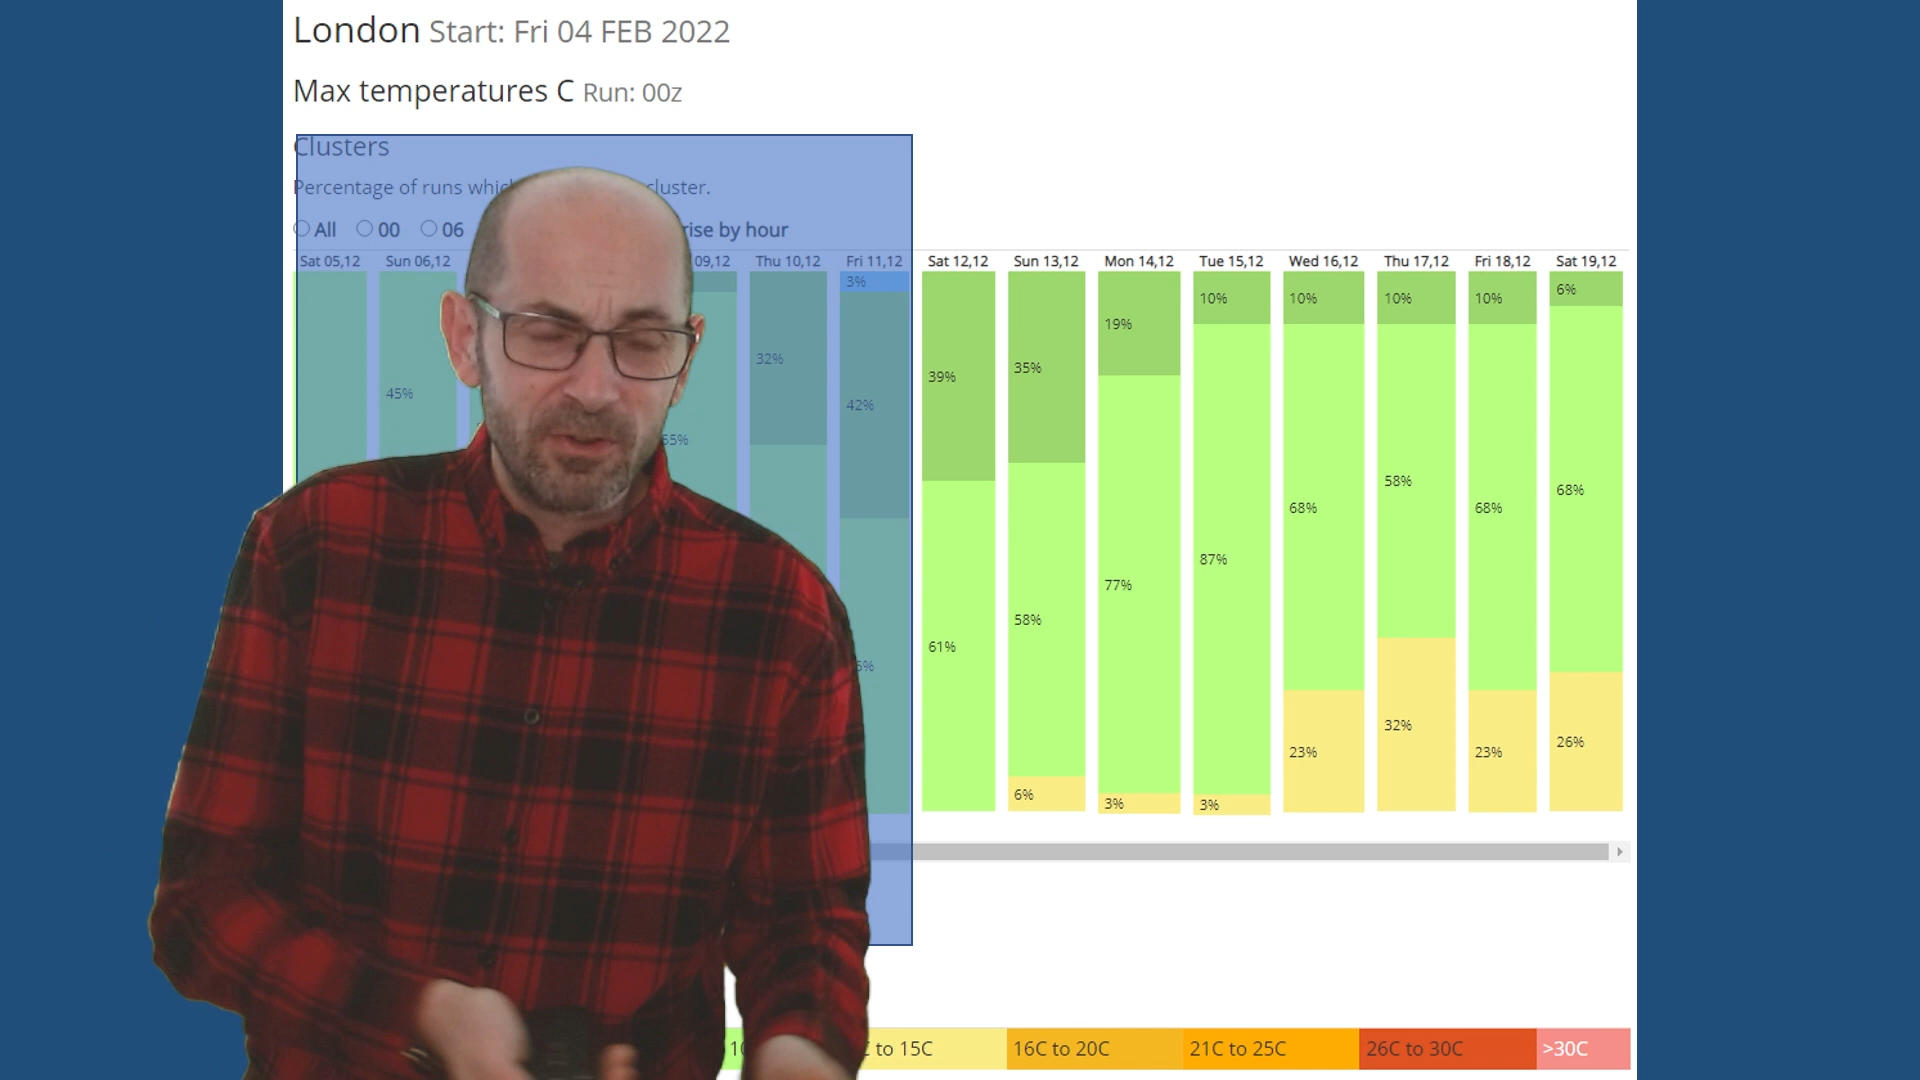 London Start: Fri 04 FEB 2022
Max temperatures C Run: 00z
Clusters
Percentage of runs cluster.
All 00 06 by hour
Sat 05,12 Sun 06,12 09,12 Thu 10,12 Fri 11,12 Sat 12,12 Sun 13,12 Mon 14,12 Tue 15,12 Wed 16,12 Thu 17,12 Fri 18,12 Sat 19,12
3% 6%
10% 10% 10% 10%
19%
32%
35%
39%
45% 42%
55%
58%
68% 68% 68%
87%
77%
58%
61%
32%
26%
23% 23%
6%
3% 3%
to 15C 16C to 20C 21C to 25C 26C to 30C >30C